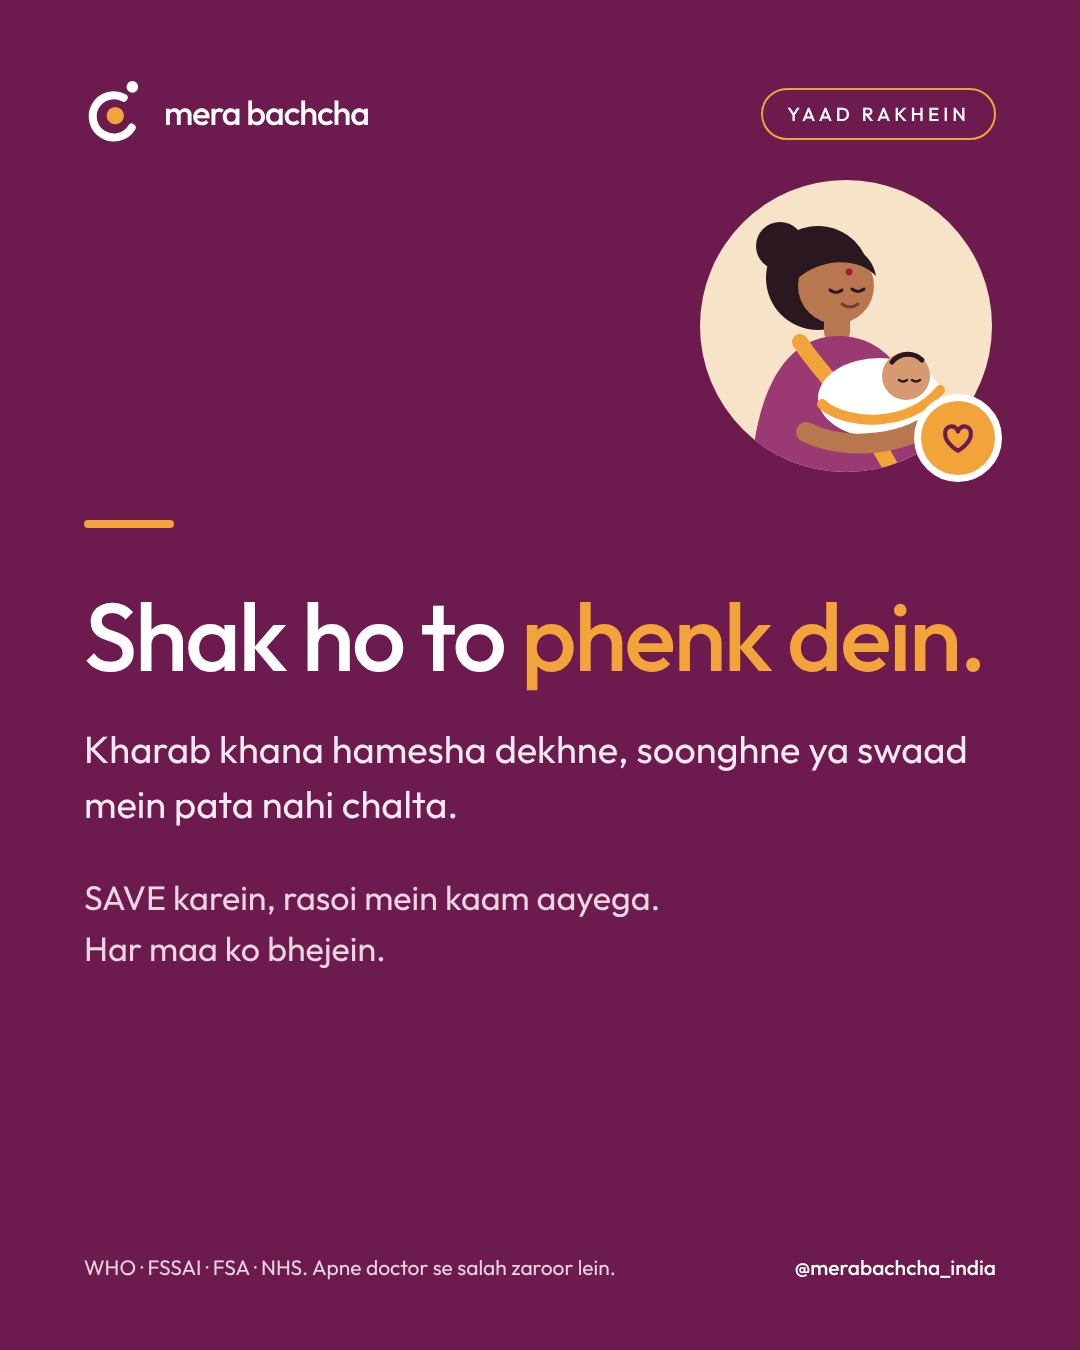 mera bachcha
YAAD RAKHEIN
Shak ho to phenk dein.
Kharab khana hamesha dekhne, soonghne ya swaad
mein pata nahi chalta.
SAVE karein, rasoi mein kaam aayega.
Har maa ko bhejein.
WHO · FSSAI · FSA · NHS. Apne doctor se salah zaroor lein.
@merabachcha_india